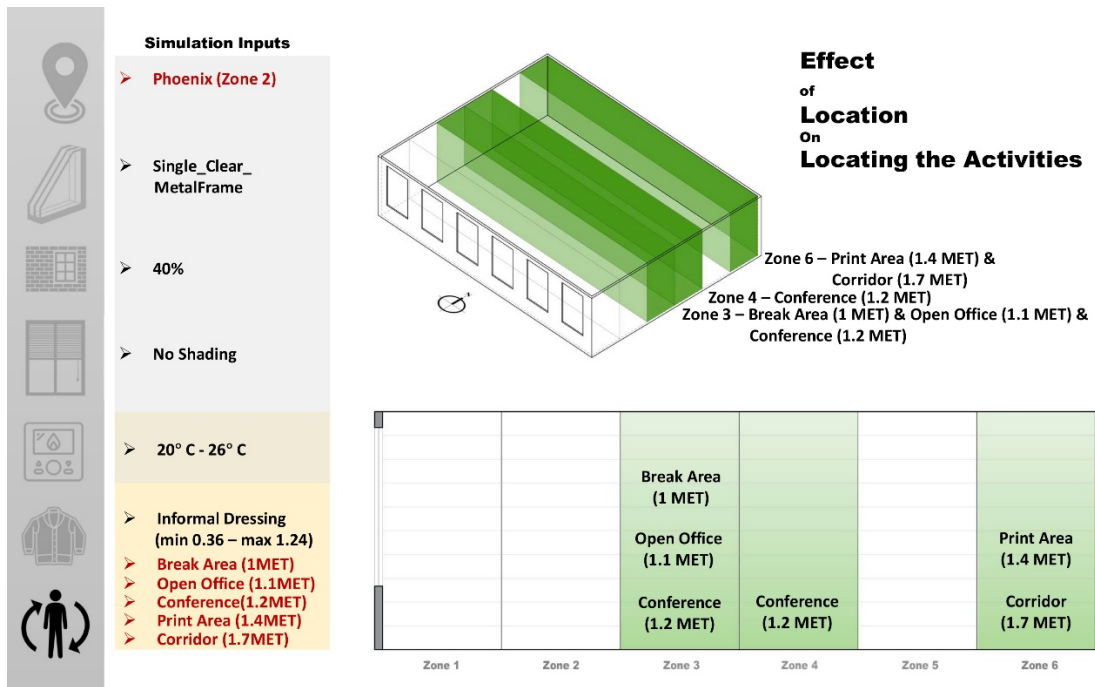 Simulation Inputs
➢ Phoenix (Zone 2)
➢ Single_Clear_
MetalFrame
➢ 40%
➢ No Shading
➢ 20° C - 26° C
➢ Informal Dressing
(min 0.36 – max 1.24)
➢ Break Area (1MET)
➢ Open Office (1.1MET)
➢ Conference(1.2MET)
➢ Print Area (1.4MET)
➢ Corridor (1.7MET)
Effect
of
Location
On
Locating the Activities
Zone 6 – Print Area (1.4 MET) &
Corridor (1.7 MET)
Zone 4 – Conference (1.2 MET)
Zone 3 – Break Area (1 MET) & Open Office (1.1 MET) &
Conference (1.2 MET)
Break Area
(1 MET)
Open Office
(1.1 MET)
Conference
(1.2 MET)
Conference
(1.2 MET)
Print Area
(1.4 MET)
Corridor
(1.7 MET)
Zone 1
Zone 2
Zone 3
Zone 4
Zone 5
Zone 6